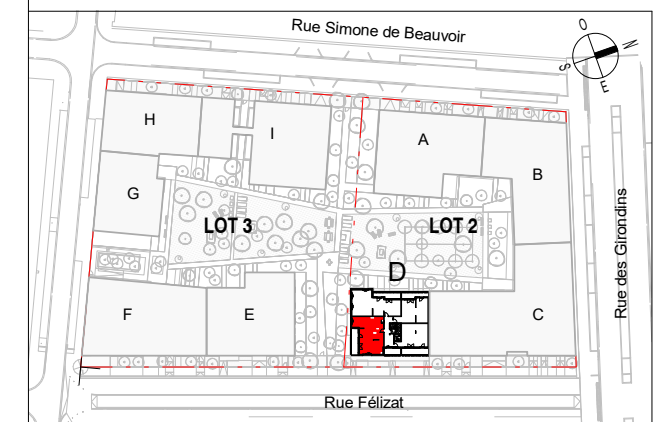 Rue Simone de Beauvoir
O
N
S
E
H
I
A
B
G
LOT 3
LOT 2
Rue des Girondins
D
F
E
C
Rue Félizat